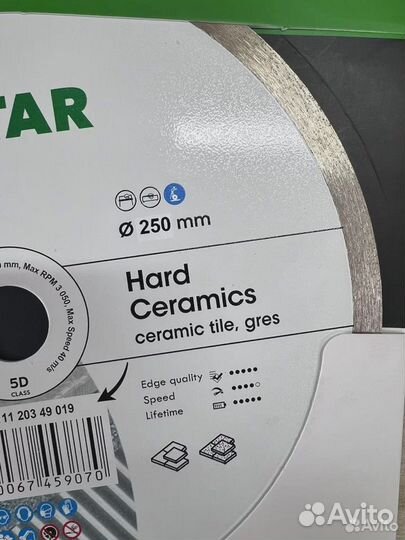 TAR
Ø 250 mm
mm, Max RPM 3 050, Max Speed 40 m/s
Hard
Ceramics
ceramic tile, gres
5D
CLASS
Edge quality
Speed
Lifetime
11 203 49 019
0067 459070
Avito
Avito